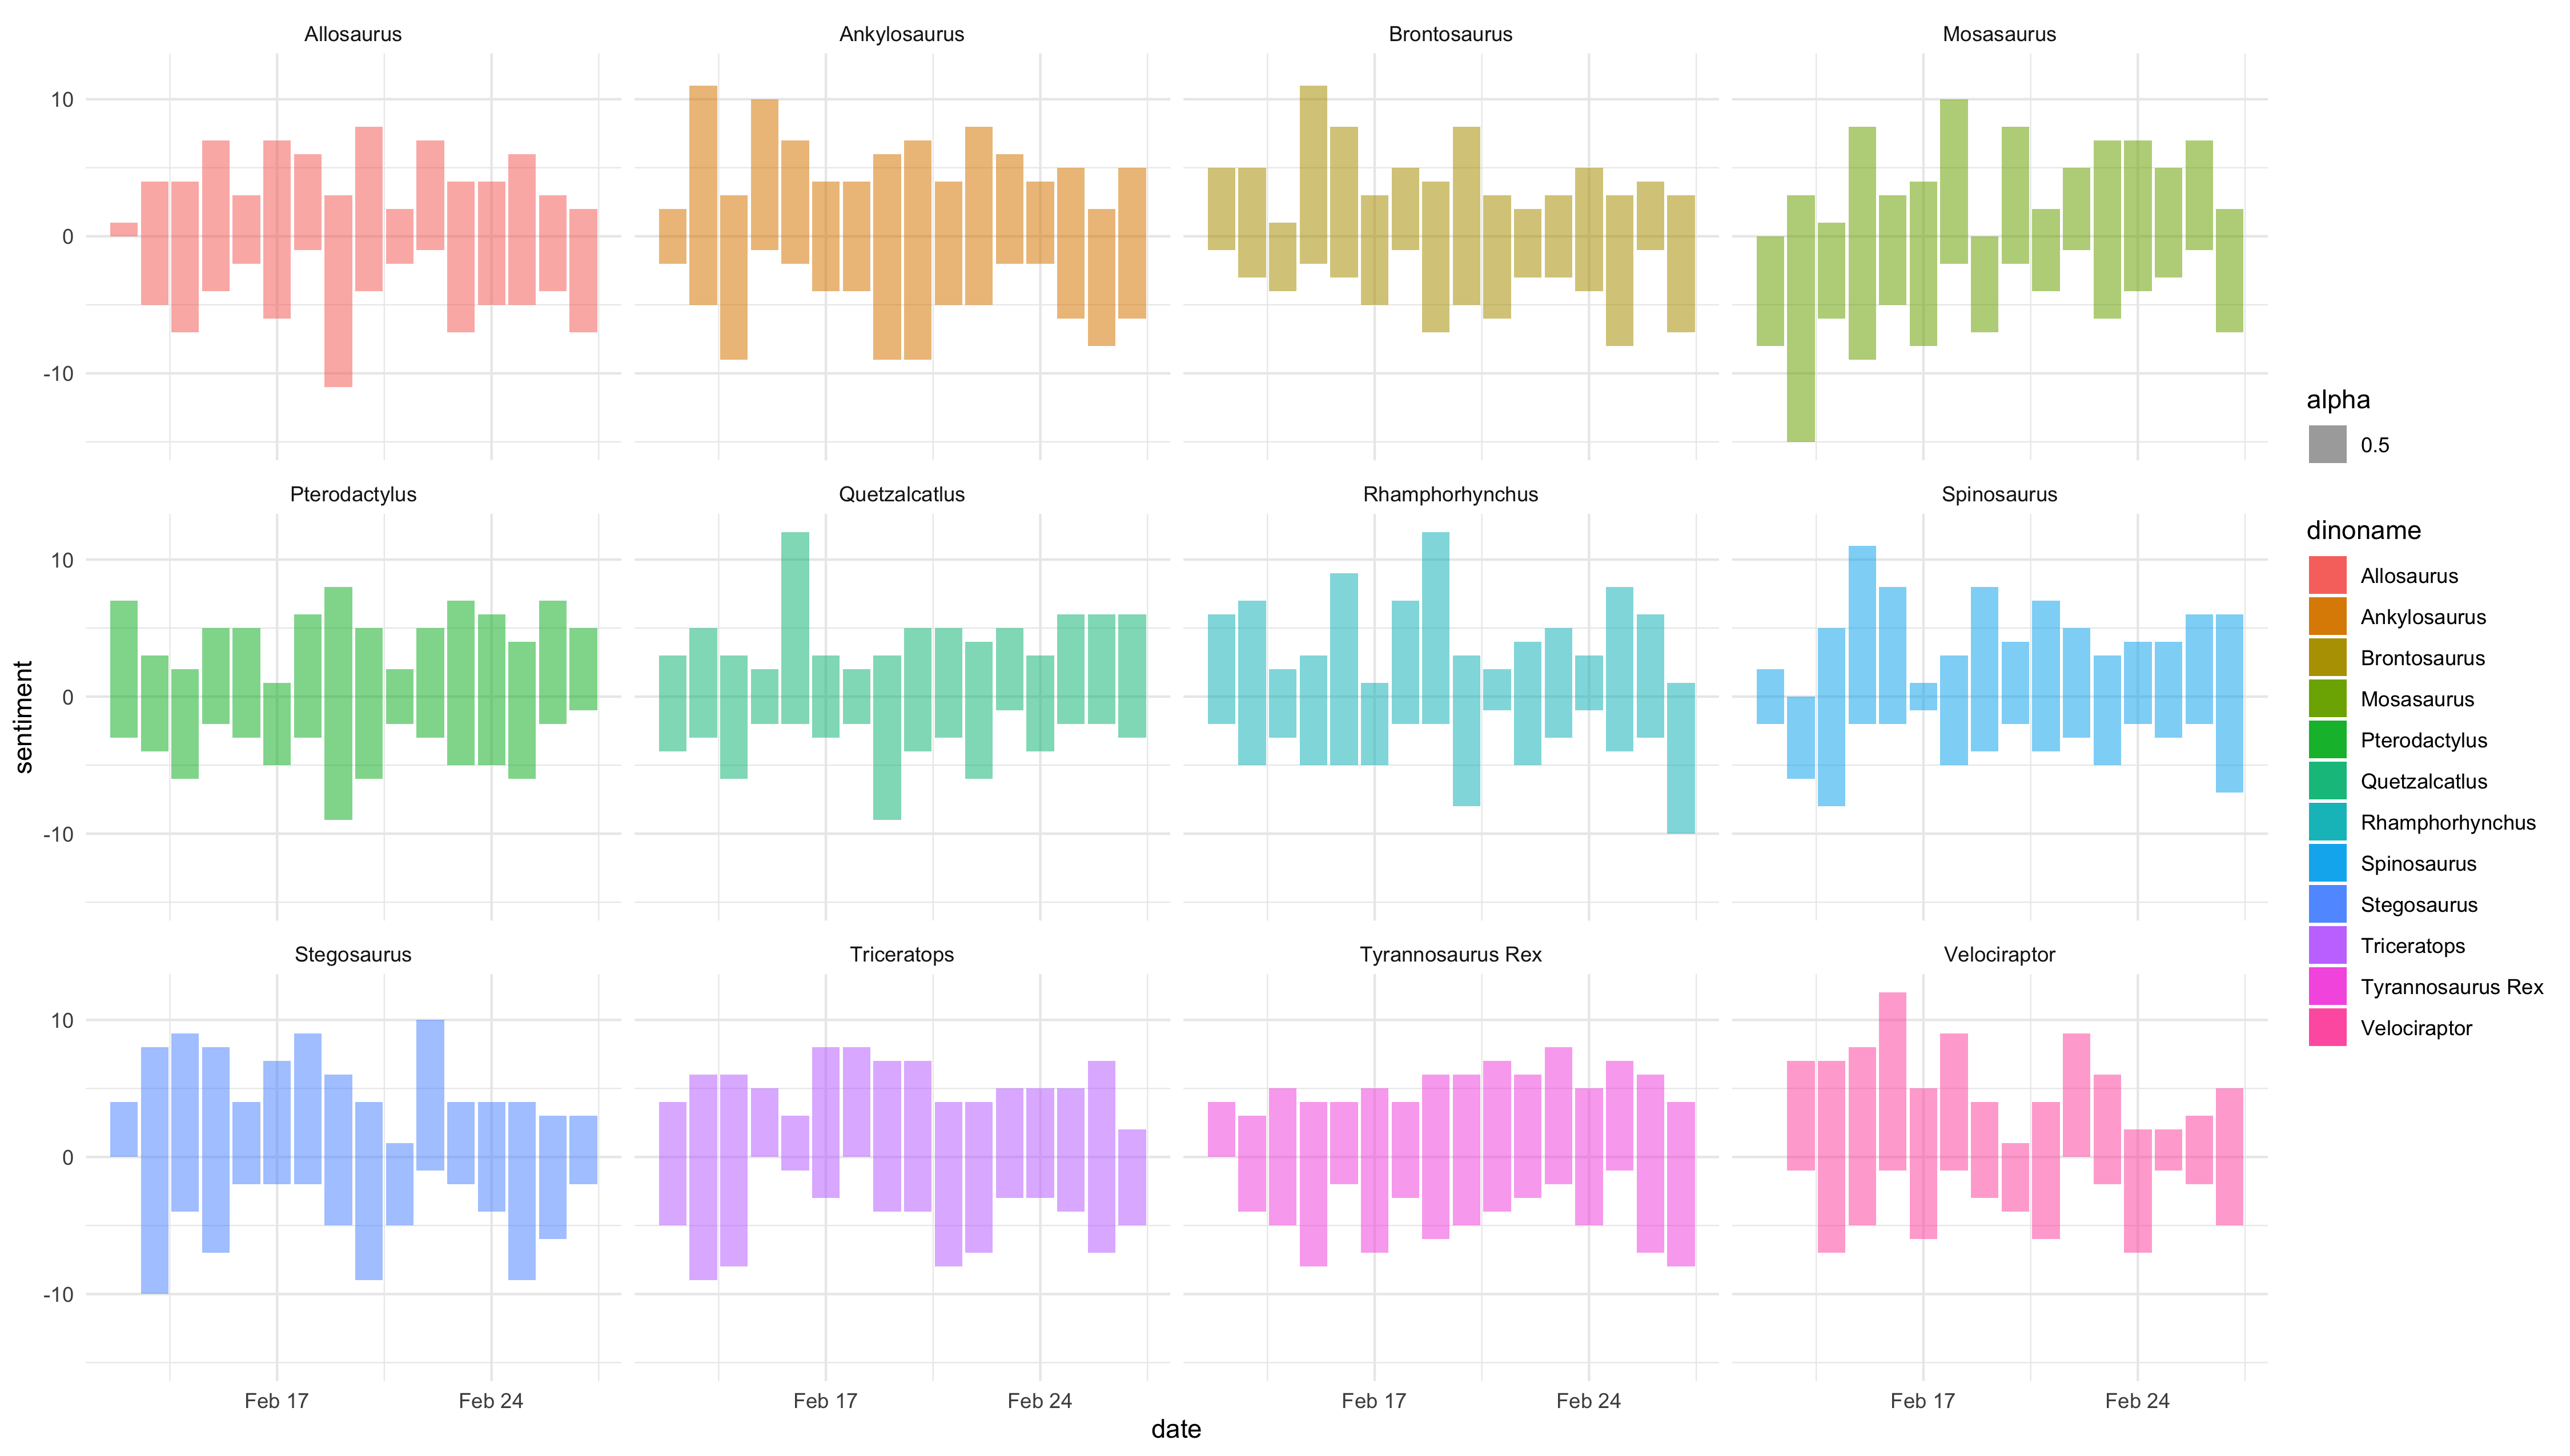 Allosaurus
Ankylosaurus
Brontosaurus
Mosasaurus
10
0
-10
Pterodactylus
Quetzalcatlus
Rhamphorhynchus
Spinosaurus
10
0
-10
Stegosaurus
Triceratops
Tyrannosaurus Rex
Velociraptor
10
0
-10
Feb 17
Feb 24
Feb 17
Feb 24
Feb 17
Feb 24
Feb 17
Feb 24
date
sentiment
alpha
0.5
dinoname
Allosaurus
Ankylosaurus
Brontosaurus
Mosasaurus
Pterodactylus
Quetzalcatlus
Rhamphorhynchus
Spinosaurus
Stegosaurus
Triceratops
Tyrannosaurus Rex
Velociraptor